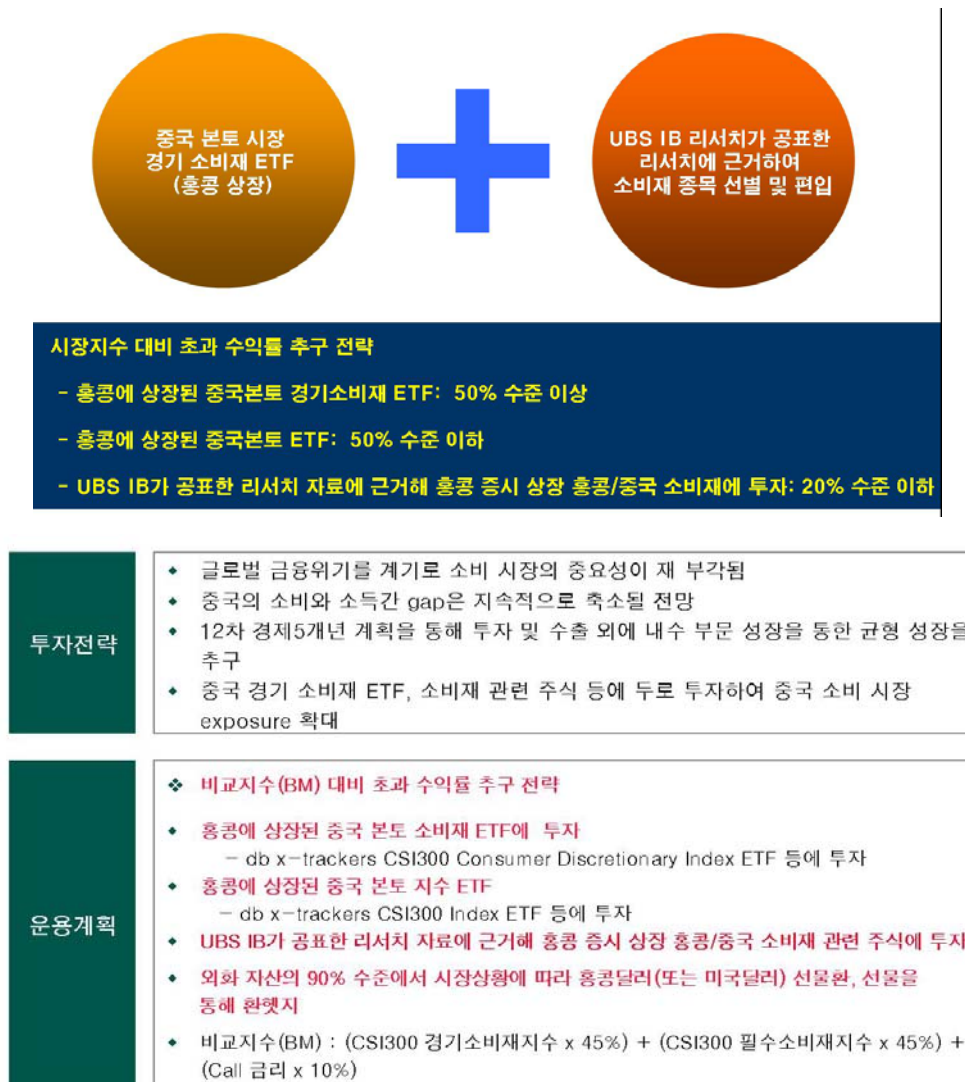 중국 본토 시장
경기 소비재 ETF
(홍콩 상장)
UBS IB 리서치가 공표한
리서치에 근거하여
소비재 종목 선별 및 편입
시장지수 대비 초과 수익률 추구 전략
- 홍콩에 상장된 중국본토 경기소비재 ETF: 50% 수준 이상
- 홍콩에 상장된 중국본토 ETF: 50% 수준 이하
- UBS IB가 공표한 리서치 자료에 근거해 홍콩 증시 상장 홍콩/중국 소비재에 투자: 20% 수준 이하
투자전략
◆ 글로벌 금융위기를 계기로 소비 시장의 중요성이 재 부각됨
◆ 중국의 소비와 소득간 gap은 지속적으로 축소될 전망
◆ 12차 경제5개년 계획을 통해 투자 및 수출 외에 내수 부문 성장을 통한 균형 성장을
추구
◆ 중국 경기 소비재 ETF, 소비재 관련 주식 등에 두로 투자하여 중국 소비 시장
exposure 확대
운용계획
❖ 비교지수(BM) 대비 초과 수익률 추구 전략
◆ 홍콩에 상장된 중국 본토 소비재 ETF에 투자
- db x-trackers CSI300 Consumer Discretionary Index ETF 등에 투자
◆ 홍콩에 상장된 중국 본토 지수 ETF
- db x-trackers CSI300 Index ETF 등에 투자
◆ UBS IB가 공표한 리서치 자료에 근거해 홍콩 증시 상장 홍콩/중국 소비재 관련 주식에 투자
◆ 외화 자산의 90% 수준에서 시장상황에 따라 홍콩달러(또는 미국달러) 선물환, 선물을
통해 환헷지
◆ 비교지수(BM) : (CSI300 경기소비재지수 x 45%) + (CSI300 필수소비재지수 x 45%) +
(Call 금리 x 10%)